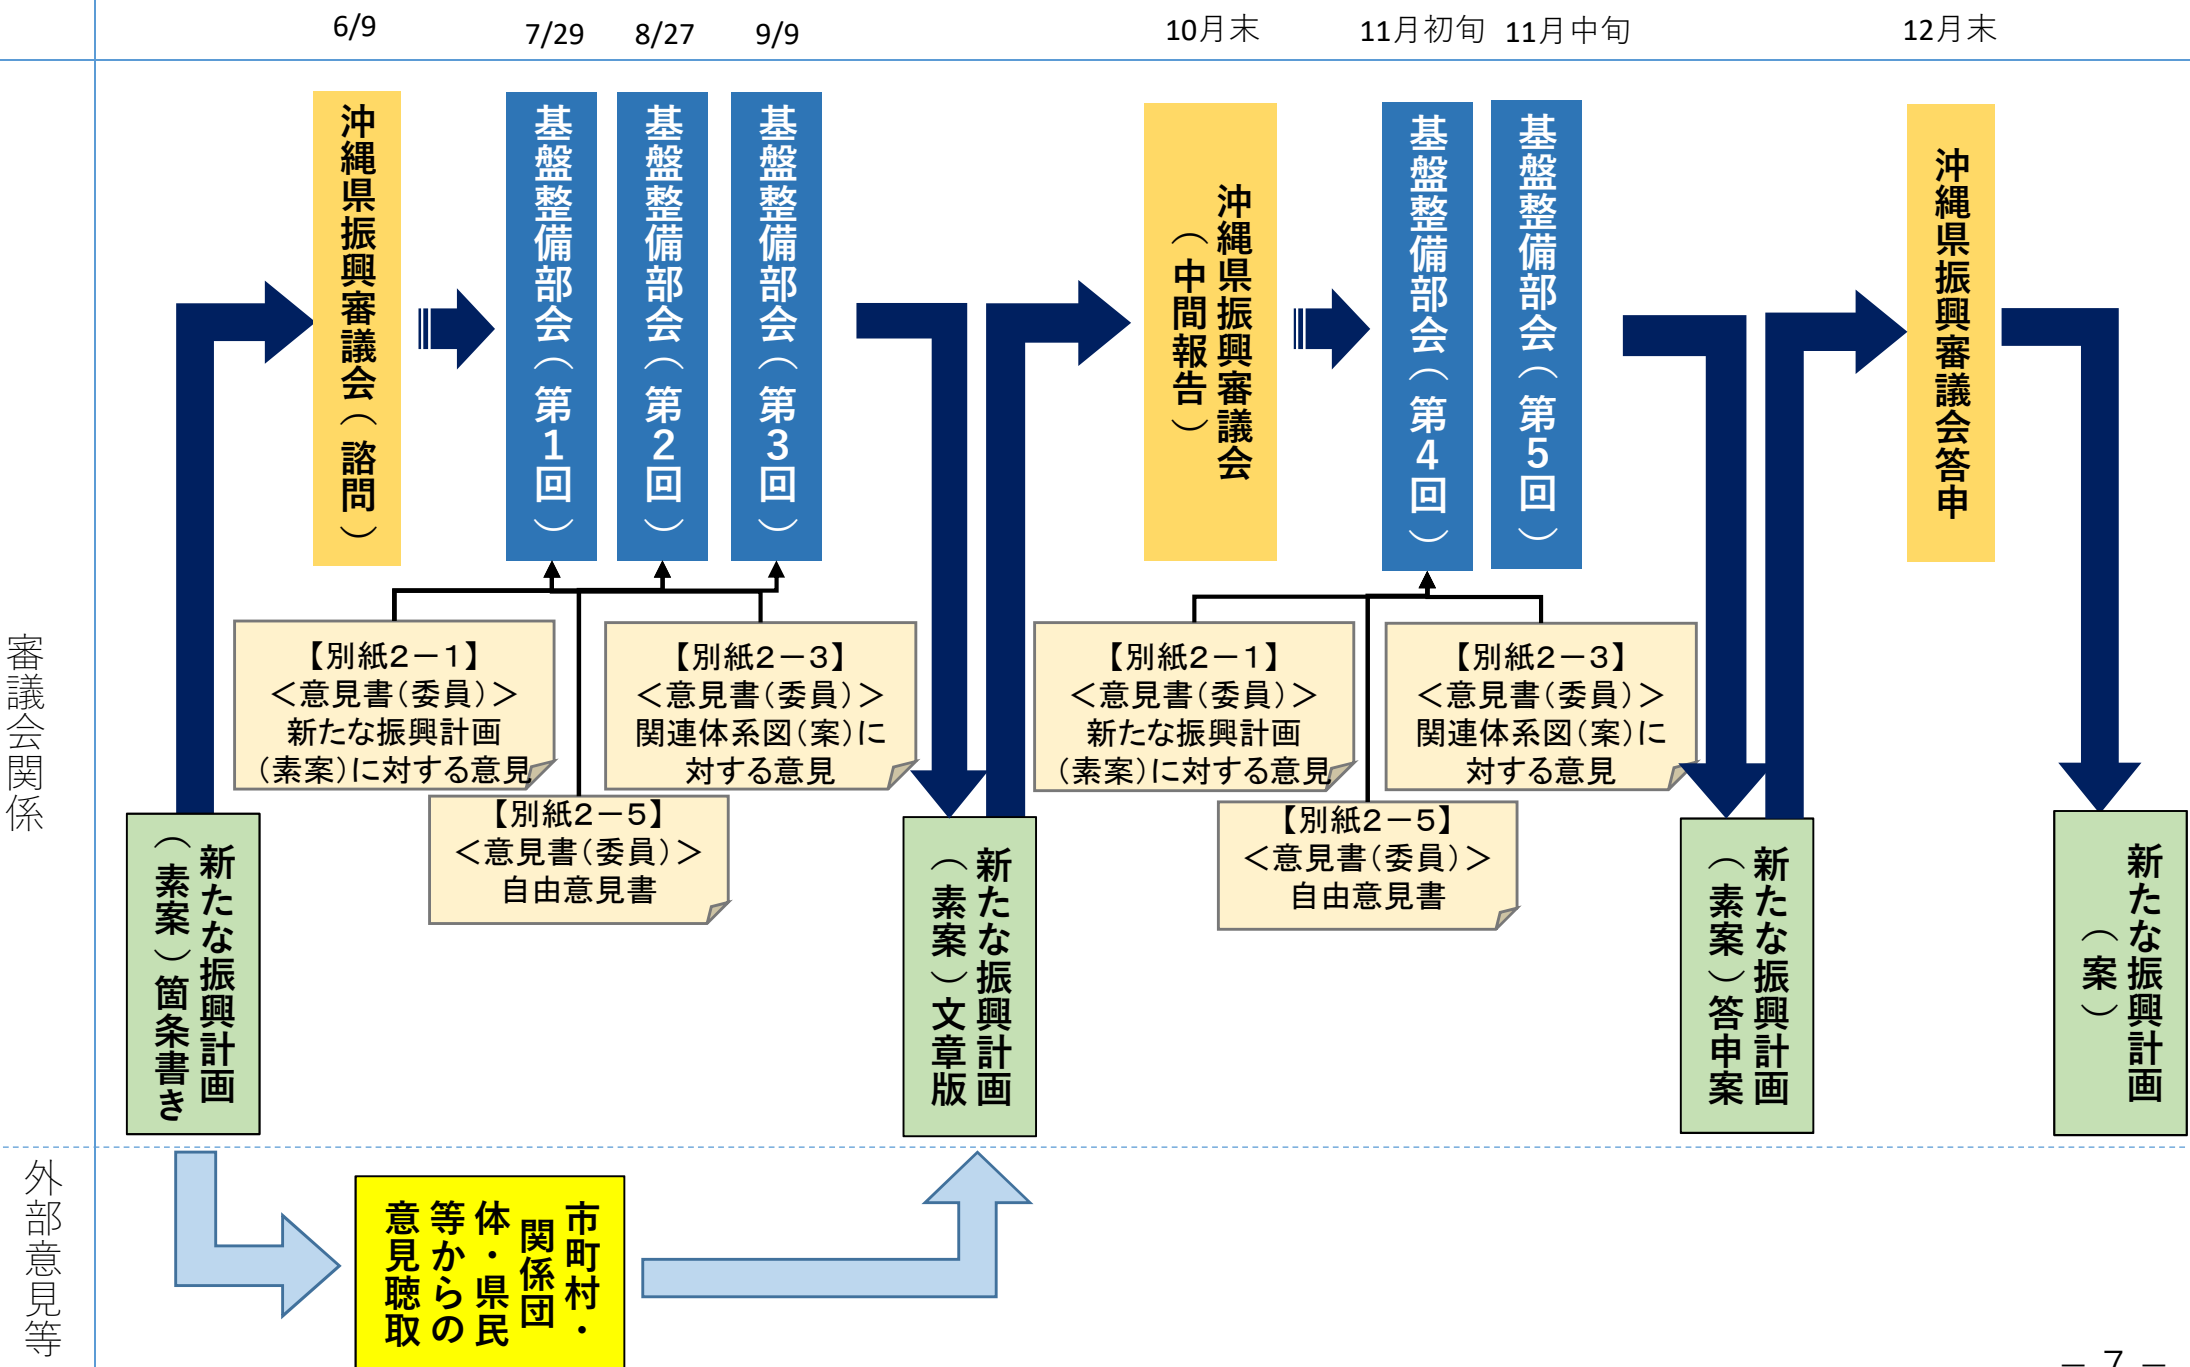 6/9
7/29
8/27
9/9
10月末
11月初旬
11月中旬
12月末
審議会関係
沖縄県振興審議会（諮問）
基盤整備部会（第1回）
基盤整備部会（第2回）
基盤整備部会（第3回）
沖縄県振興審議会
（中間報告）
基盤整備部会（第4回）
基盤整備部会（第5回）
沖縄県振興審議会答申
【別紙2－1】
＜意見書（委員）＞
新たな振興計画
（素案）に対する意見
【別紙2－3】
＜意見書（委員）＞
関連体系図（案）に
対する意見
【別紙2－5】
＜意見書（委員）＞
自由意見書
【別紙2－1】
＜意見書（委員）＞
新たな振興計画
（素案）に対する意見
【別紙2－3】
＜意見書（委員）＞
関連体系図（案）に
対する意見
【別紙2－5】
＜意見書（委員）＞
自由意見書
新たな振興計画
（素案）箇条書き
新たな振興計画
（素案）文章版
新たな振興計画
（素案）答申案
新たな振興計画
（案）
外部意見等
市町村・
関係団
体・県民
等からの
意見聴取
－ 7 －